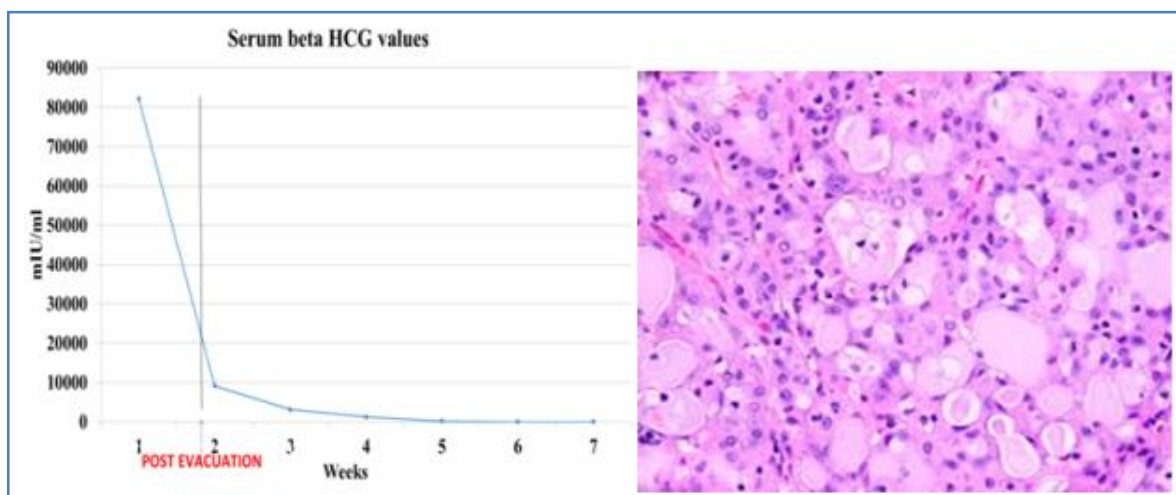 Serum beta HCG values
90000
80000
70000
60000
50000
40000
30000
20000
10000
0
mIU/ml
1 2 3 4 5 6 7
POST EVACUATION
Weeks